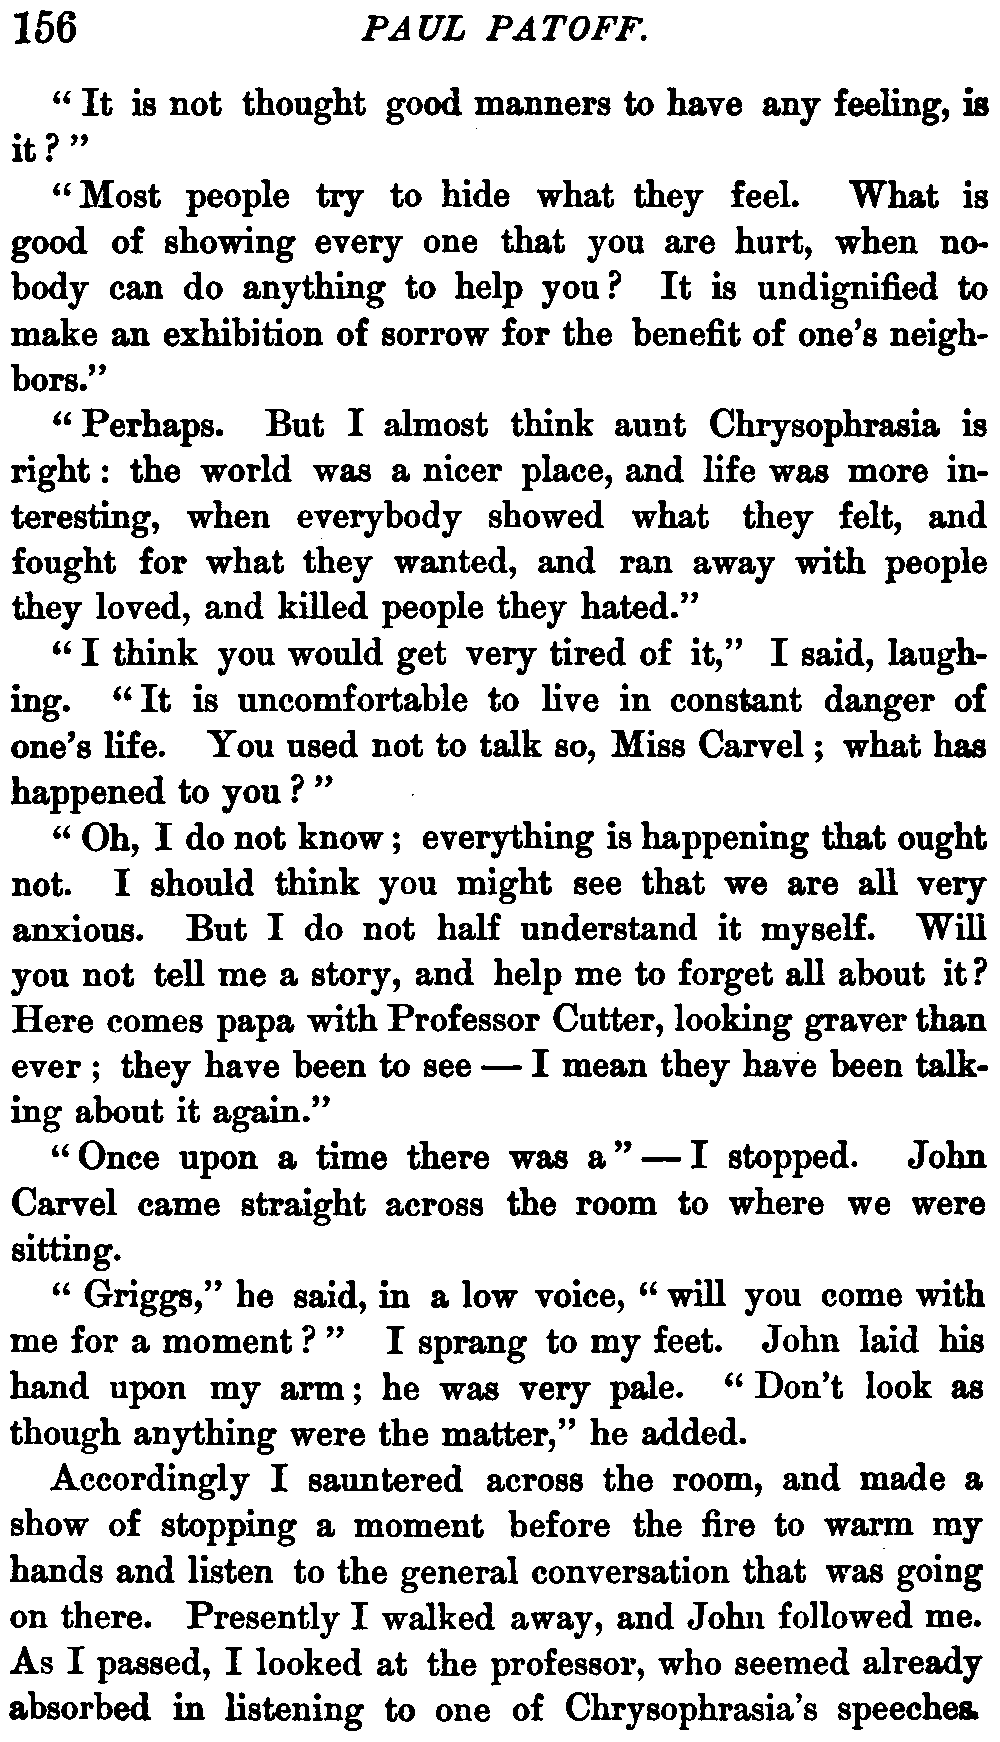 156 PAUL PATOFF.
“ It is not thought good manners to have any feeling, is
it ? ”
“ Most people try to hide what they feel. What is
good of showing every one that you are hurt, when no-
body can do anything to help you ? It is undignified to
make an exhibition of sorrow for the benefit of one’s neigh-
bors.”
“ Perhaps. But I almost think aunt Chrysophrasia is
right : the world was a nicer place, and life was more in-
teresting, when everybody showed what they felt, and
fought for what they wanted, and ran away with people
they loved, and killed people they hated.”
“ I think you would get very tired of it,” I said, laugh-
ing. “ It is uncomfortable to live in constant danger of
one’s life. You used not to talk so, Miss Carvel ; what has
happened to you ? ”
“ Oh, I do not know ; everything is happening that ought
not. I should think you might see that we are all very
anxious. But I do not half understand it myself. Will
you not tell me a story, and help me to forget all about it ?
Here comes papa with Professor Cutter, looking graver than
ever ; they have been to see — I mean they have been talk-
ing about it again.”
“ Once upon a time there was a ” — I stopped. John
Carvel came straight across the room to where we were
sitting.
“ Griggs,” he said, in a low voice, “ will you come with
me for a moment ? ” I sprang to my feet. John laid his
hand upon my arm ; he was very pale. “ Don’t look as
though anything were the matter,” he added.
Accordingly I sauntered across the room, and made a
show of stopping a moment before the fire to warm my
hands and listen to the general conversation that was going
on there. Presently I walked away, and John followed me.
As I passed, I looked at the professor, who seemed already
absorbed in listening to one of Chrysophrasia’s speeches.